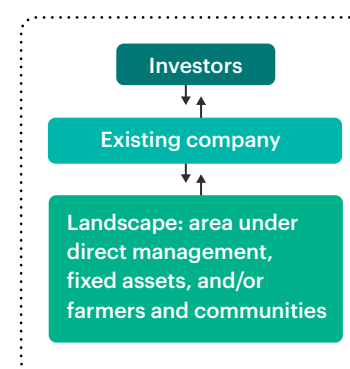 Investors
Existing company
Landscape: area under
direct management,
fixed assets, and/or
farmers and communities